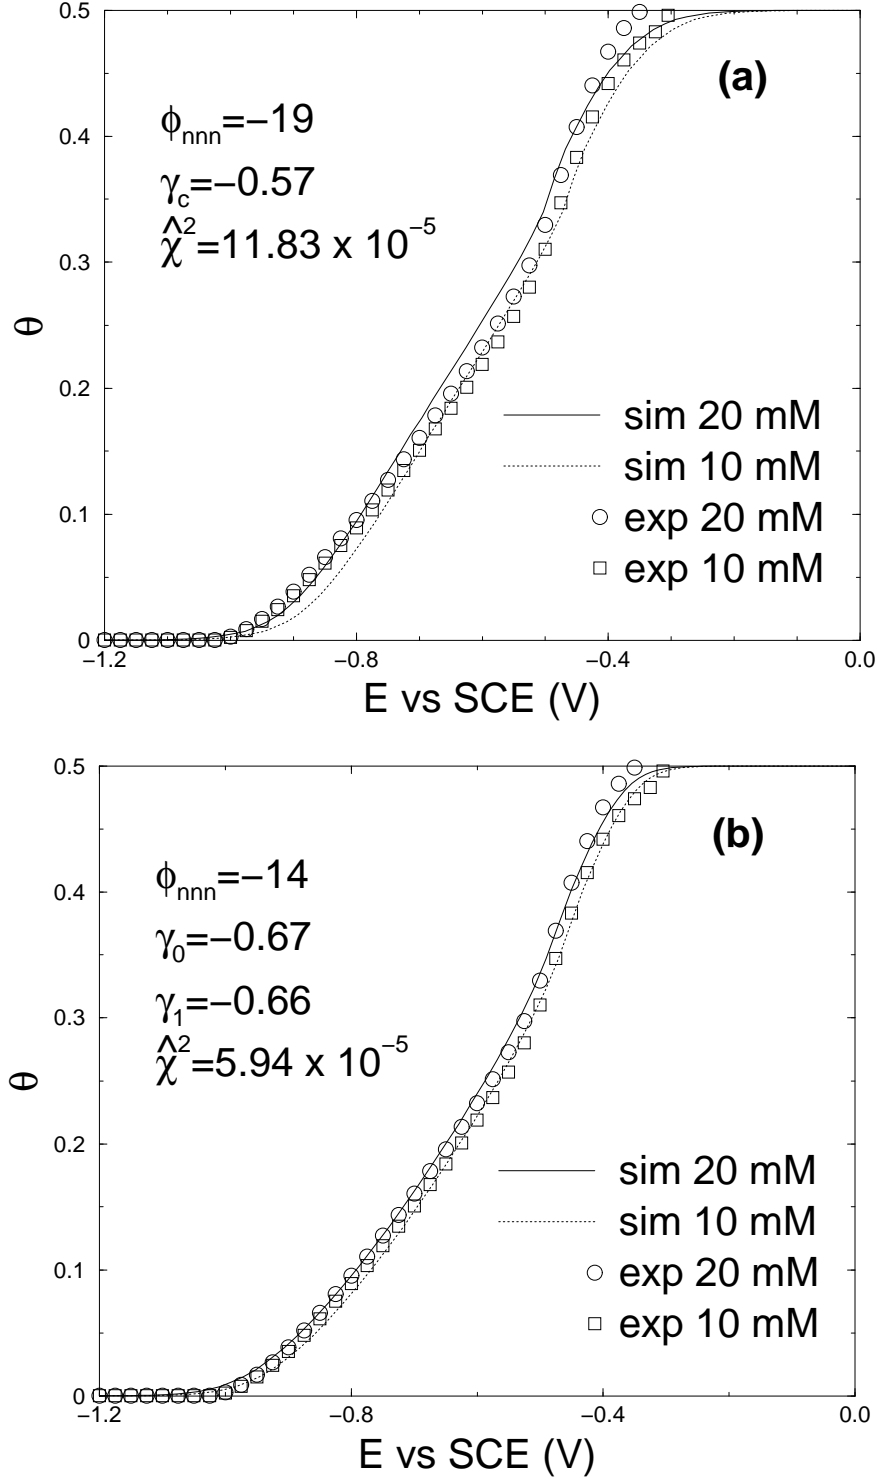 0.5
(a)
ϕnnn=−19
0.4
γc=−0.57
χ̂²=11.83 x 10⁻⁵
0.3
θ
0.2
sim 20 mM
sim 10 mM
0.1
exp 20 mM
exp 10 mM
0
−1.2 −0.8 −0.4 0.0
E vs SCE (V)
0.5
(b)
ϕnnn=−14
0.4
γ0=−0.67
γ1=−0.66
0.3
χ̂²=5.94 x 10⁻⁵
θ
0.2
sim 20 mM
sim 10 mM
0.1
exp 20 mM
exp 10 mM
0
−1.2 −0.8 −0.4 0.0
E vs SCE (V)